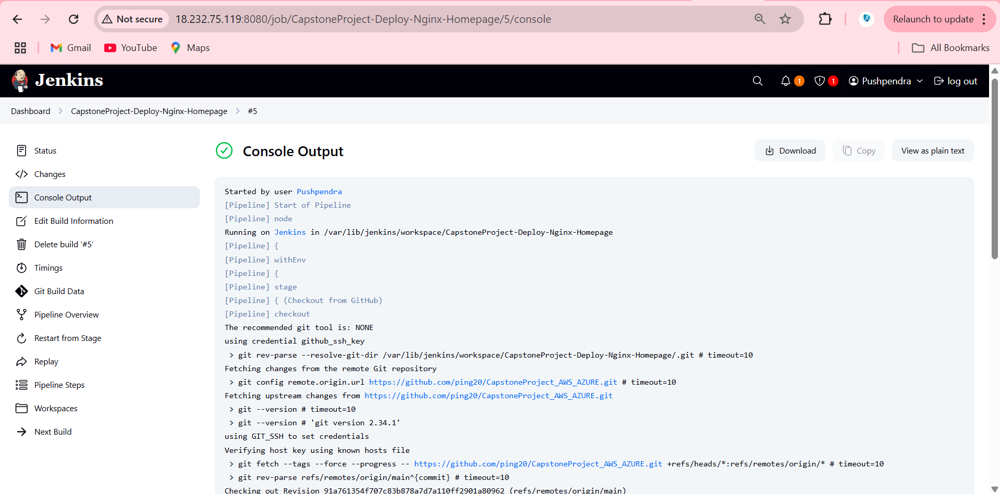 Not secure 18.232.75.119:8080/job/CapstoneProject-Deploy-Nginx-Homepage/5/console Relaunch to update
Gmail YouTube Maps All Bookmarks
Jenkins 1 1 Pushpendra log out
Dashboard CapstoneProject-Deploy-Nginx-Homepage #5
Status
Changes
Console Output
Edit Build Information
Delete build ‘#5’
Timings
Git Build Data
Pipeline Overview
Restart from Stage
Replay
Pipeline Steps
Workspaces
Next Build
Console Output Download Copy View as plain text
Started by user Pushpendra
[Pipeline] Start of Pipeline
[Pipeline] node
Running on Jenkins in /var/lib/jenkins/workspace/CapstoneProject-Deploy-Nginx-Homepage
[Pipeline] {
[Pipeline] withEnv
[Pipeline] {
[Pipeline] stage
[Pipeline] { (Checkout from GitHub)
[Pipeline] checkout
The recommended git tool is: NONE
using credential github_ssh_key
> git rev-parse --resolve-git-dir /var/lib/jenkins/workspace/CapstoneProject-Deploy-Nginx-Homepage/.git # timeout=10
Fetching changes from the remote Git repository
> git config remote.origin.url https://github.com/ping20/CapstoneProject_AWS_AZURE.git # timeout=10
Fetching upstream changes from https://github.com/ping20/CapstoneProject_AWS_AZURE.git
> git --version # timeout=10
> git --version # 'git version 2.34.1'
using GIT_SSH to set credentials
Verifying host key using known hosts file
> git fetch --tags --force --progress -- https://github.com/ping20/CapstoneProject_AWS_AZURE.git +refs/heads/*:refs/remotes/origin/* # timeout=10
> git rev-parse refs/remotes/origin/main^{commit} # timeout=10
Checking out Revision 91a761354f707c83b878a7d7a110ff2901a80962 (refs/remotes/origin/main)